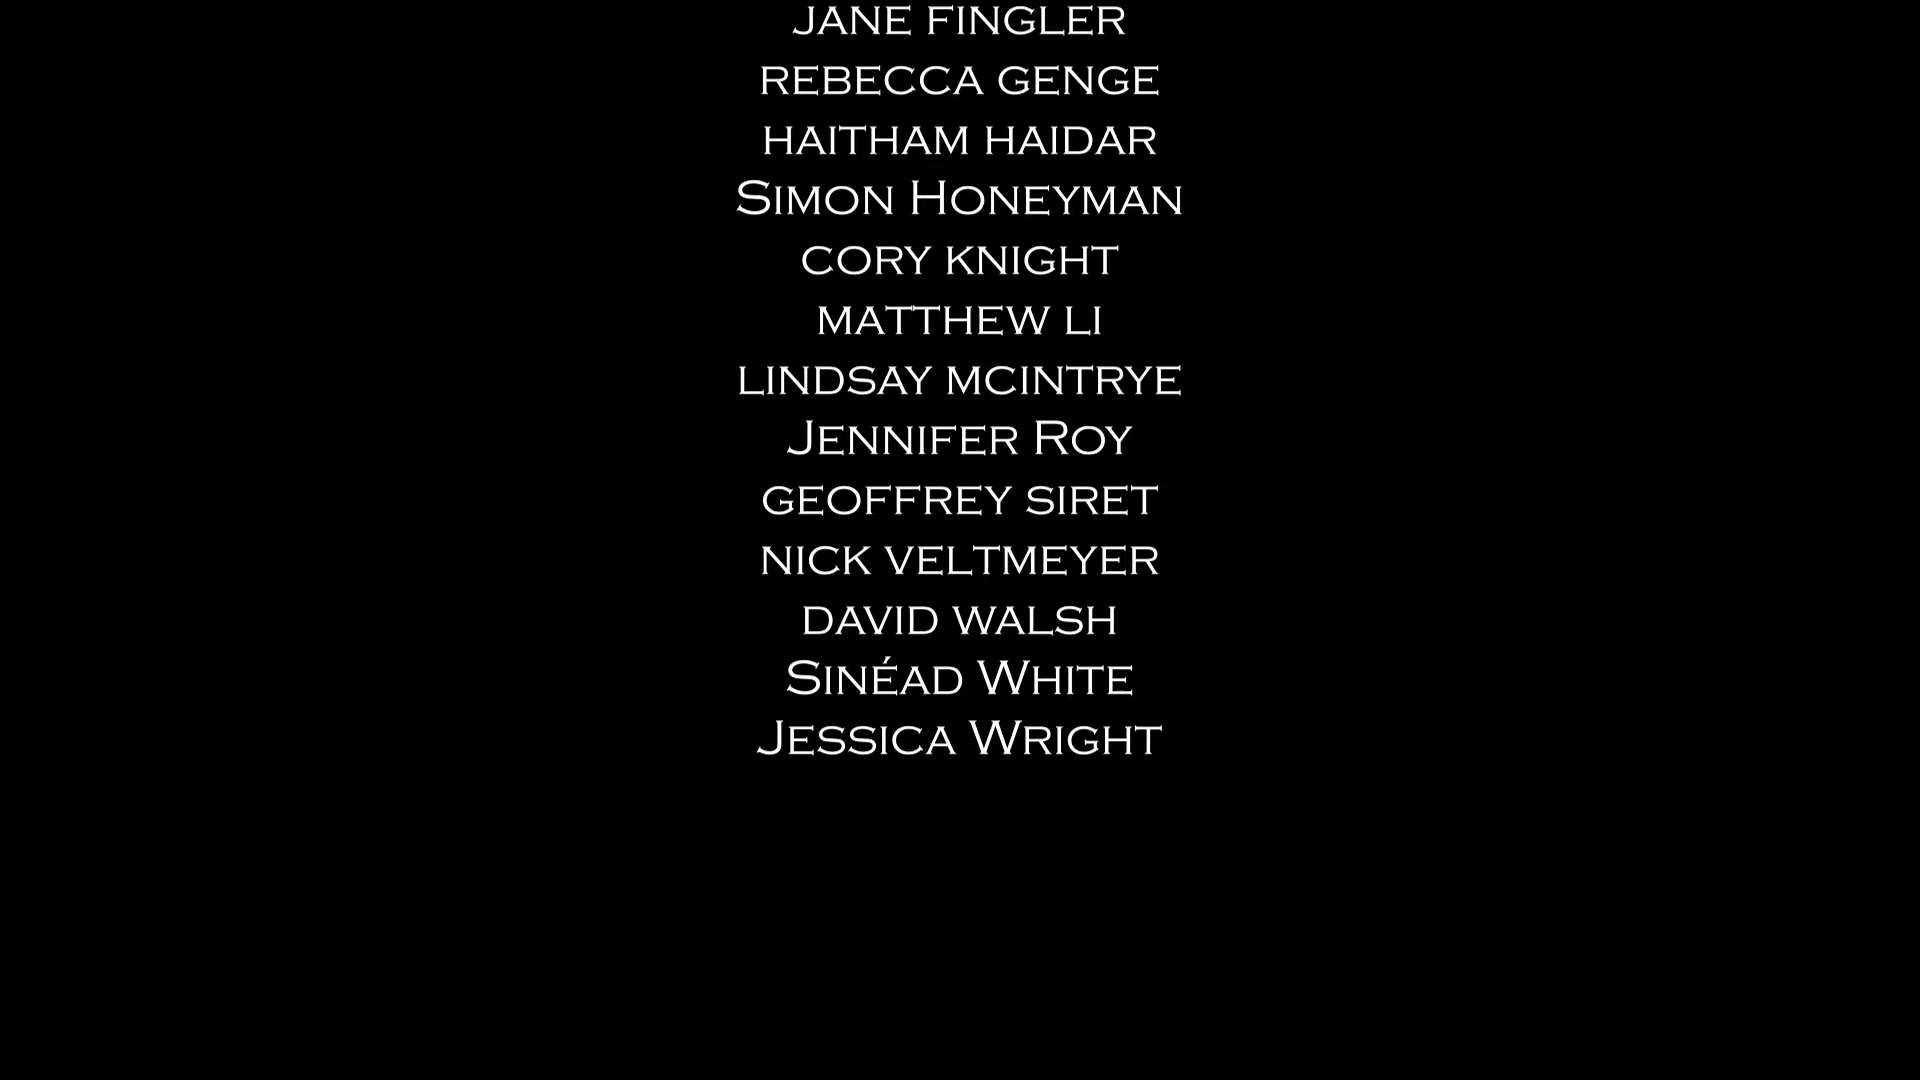 JANE FINGLER
REBECCA GENGE
HAITHAM HAIDAR
SIMON HONEYMAN
CORY KNIGHT
MATTHEW LI
LINDSAY MCINTRYE
JENNIFER ROY
GEOFFREY SIRET
NICK VELTMEYER
DAVID WALSH
SINÉAD WHITE
JESSICA WRIGHT